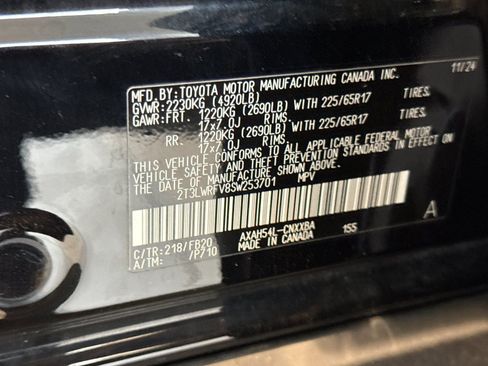 MFD.BY:TOYOTA MOTOR MANUFACTURING CANADA INC. 11/24
GVWR:2230KG (4920LB)
GAWR:FRT. 1220KG (2690LB) WITH 225/65R17 TIRES,
17x7.0J RIMS.
RR. 1220KG (2690LB) WITH 225/65R17 TIRES,
17x7.0J RIMS.
THIS VEHICLE CONFORMS TO ALL APPLICABLE FEDERAL MOTOR
VEHICLE SAFETY AND THEFT PREVENTION STANDARDS IN EFFECT
ON THE DATE OF MANUFACTURE SHOWN ABOVE.
2T3LWRFV8SW253701 MPV
C/TR:218/FB20 AXAH54L-CNXXBA 155 A
A/TM: /P/10 MADE IN CANADA